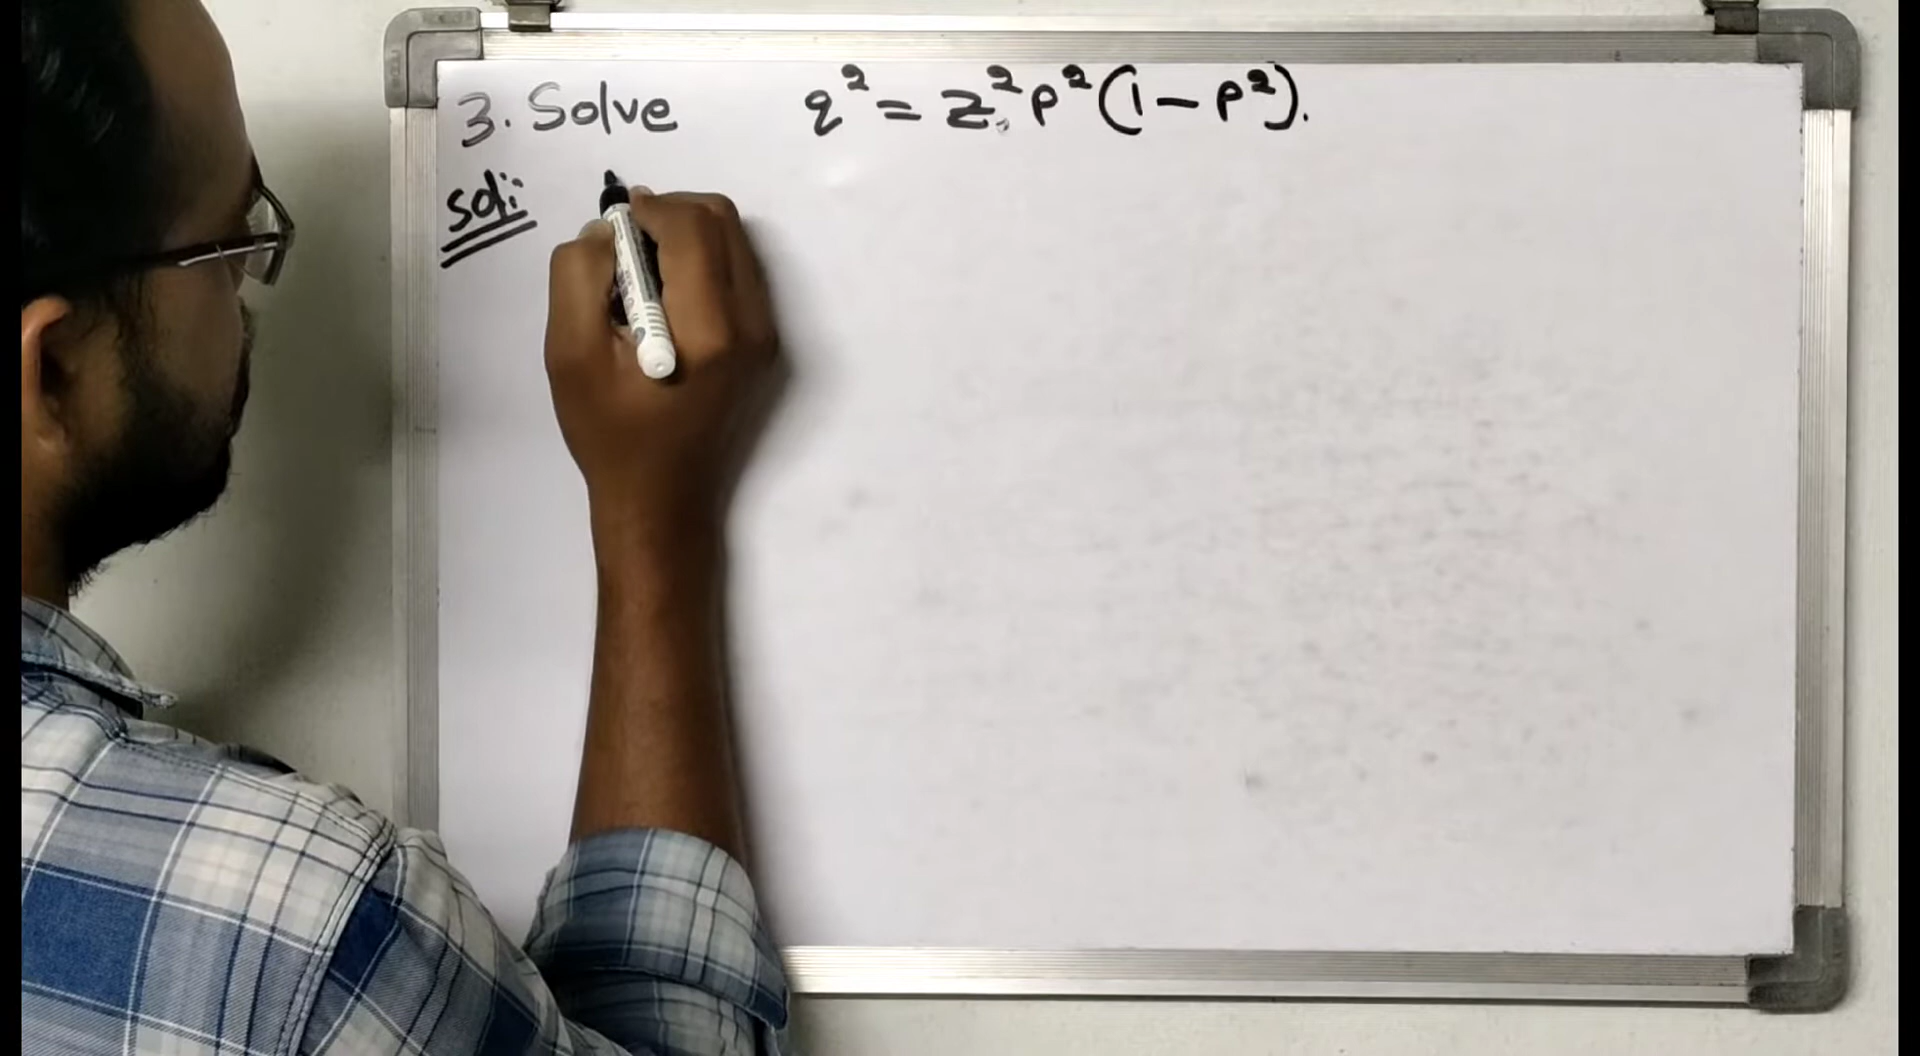 3. Solve q² = z²p²(1-p²).
Sol: